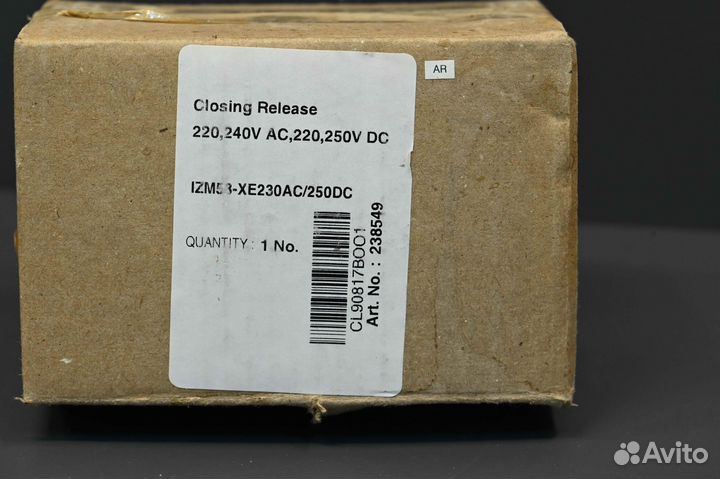 AR
Closing Release
220,240V AC,220,250V DC
IZM53-XE230AC/250DC
QUANTITY : 1 No.
CL90817BOO1
Art. No. : 238549
Avito